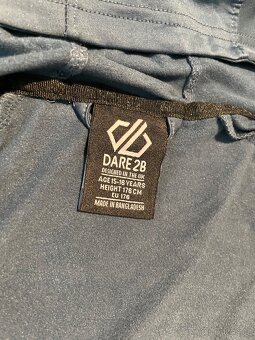 DARE 2B
DESIGNED IN THE UK
AGE 15-16 YEARS
HEIGHT 176 CM
EU 176
MADE IN BANGLADESH